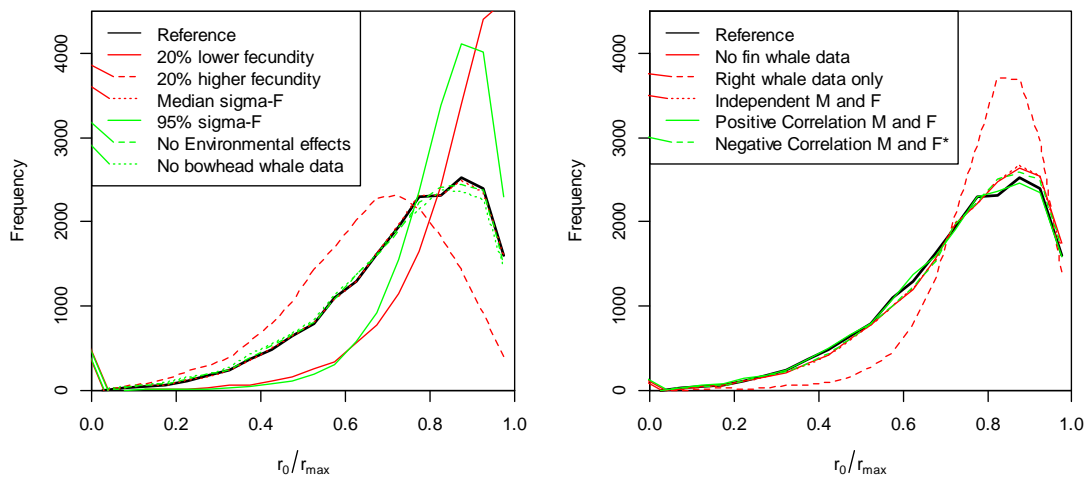 Reference
20% lower fecundity
20% higher fecundity
Median sigma-F
95% sigma-F
No Environmental effects
No bowhead whale data
Frequency
0
1000
2000
3000
4000
0.0 0.2 0.4 0.6 0.8 1.0
r0/rmax
Reference
No fin whale data
Right whale data only
Independent M and F
Positive Correlation M and F
Negative Correlation M and F*
Frequency
0
1000
2000
3000
4000
0.0 0.2 0.4 0.6 0.8 1.0
r0/rmax